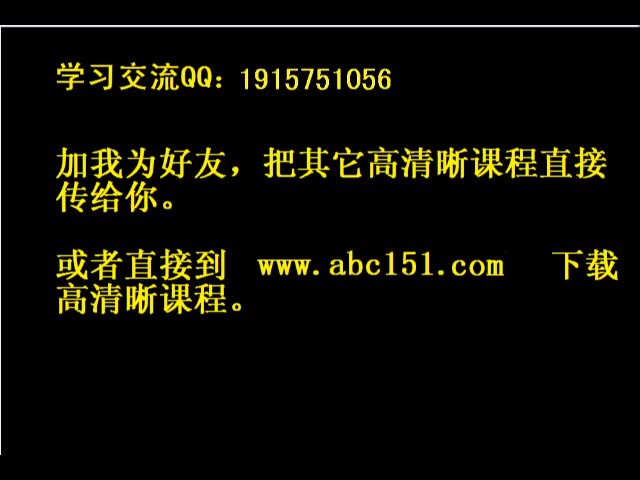 学习交流QQ：1915751056
加我为好友，把其它高清晰课程直接
传给你。
或者直接到 www.abc151.com 下载
高清晰课程。